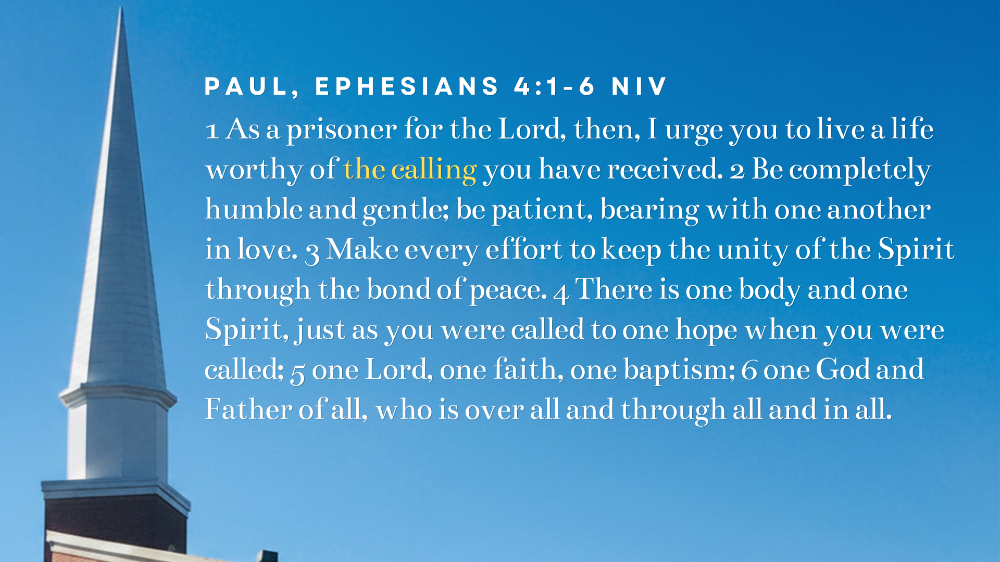 PAUL, EPHESIANS 4:1-6 NIV
1 As a prisoner for the Lord, then, I urge you to live a life
worthy of the calling you have received. 2 Be completely
humble and gentle; be patient, bearing with one another
in love. 3 Make every effort to keep the unity of the Spirit
through the bond of peace. 4 There is one body and one
Spirit, just as you were called to one hope when you were
called; 5 one Lord, one faith, one baptism; 6 one God and
Father of all, who is over all and through all and in all.